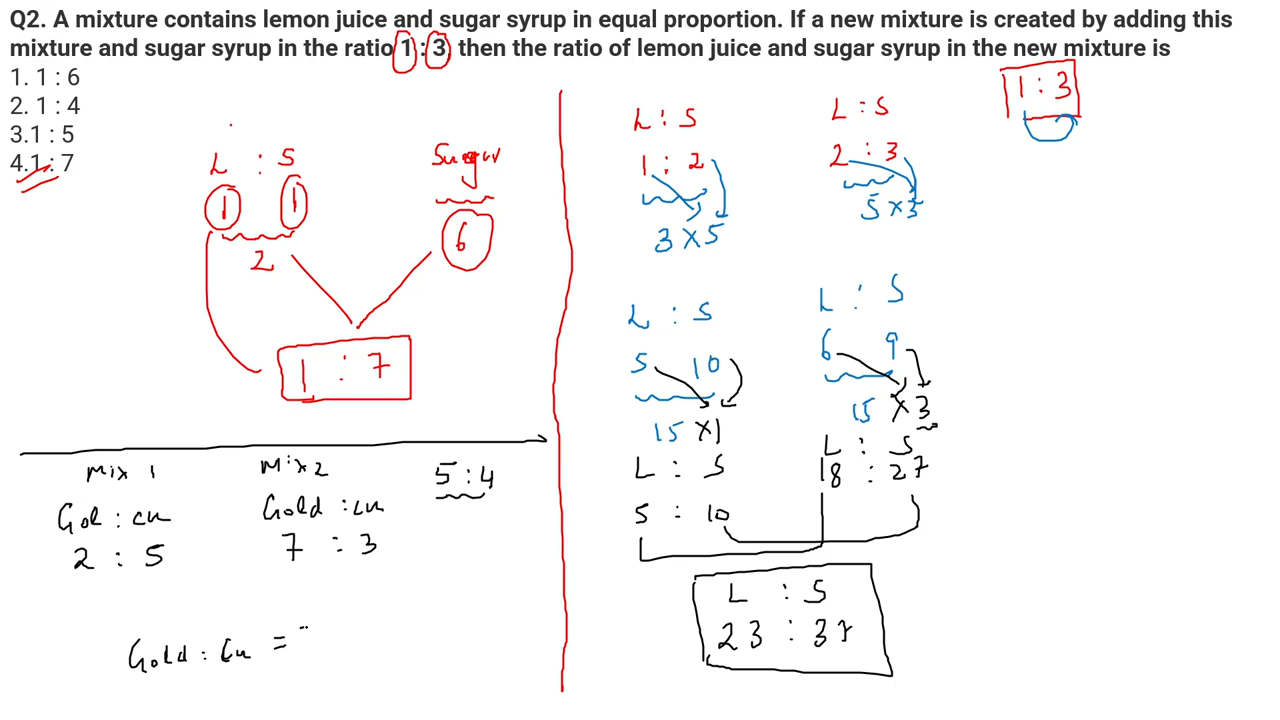 Q2. A mixture contains lemon juice and sugar syrup in equal proportion. If a new mixture is created by adding this
mixture and sugar syrup in the ratio 1 : 3, then the ratio of lemon juice and sugar syrup in the new mixture is
1. 1 : 6
2. 1 : 4
3.1 : 5
4.1 : 7
L : S
1 1
2
Sugar
6
1 : 7
L : S
1 : 2
3 X 5
L : S
2 : 3
5 X 3
1 : 3
L : S
5 10
15 X 1
L : S
5 : 10
L : S
6 9
15 X 3
L : S
18 : 27
L : S
23 : 37
Mix 1
Gol : cu
2 : 5
Mix 2
Gold : cu
7 : 3
5 : 4
Gold : Cu =